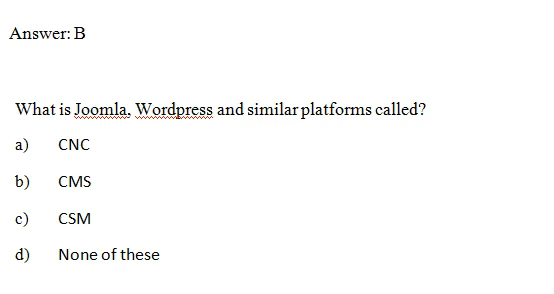 Answer: B
What is Joomla, Wordpress and similar platforms called?
a) CNC
b) CMS
c) CSM
d) None of these